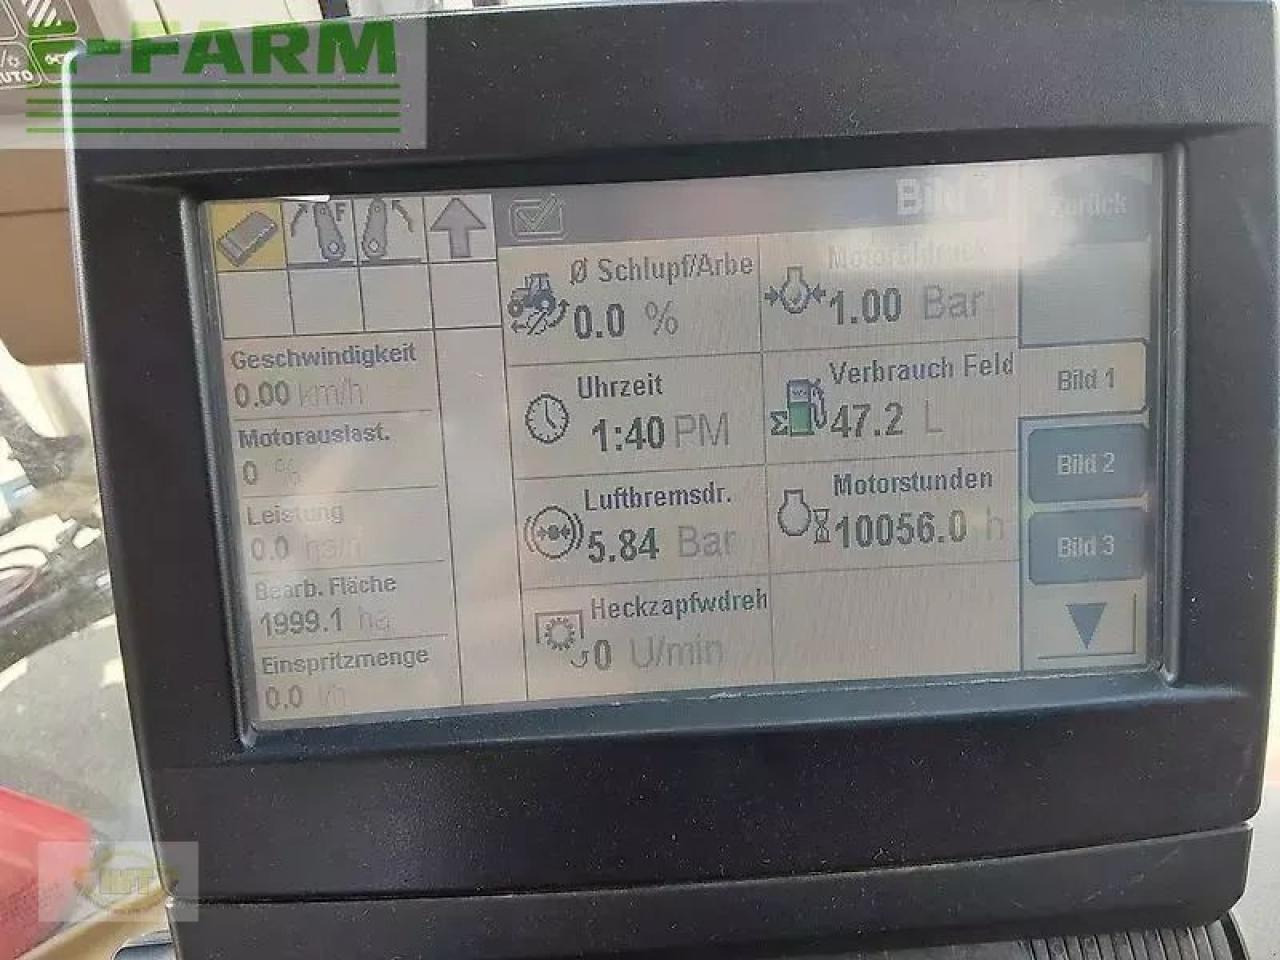 -FARM
AUTO
F
Bild 1
Zurück
Ø Schlupf/Arbe
0.0 %
Motoröldruck
1.00 Bar
Geschwindigkeit
0.00 km/h
Uhrzeit
1:40 PM
Verbrauch Feld
Σ 47.2 L
Bild 1
Motorauslast.
0 %
Luftbremsdr.
5.84 Bar
Motorstunden
10056.0 h
Bild 2
Leistung
0.0 ha/h
Bild 3
Bearb. Fläche
1999.1 ha
Heckzapfwdreh
0 U/min
Einspritzmenge
0.0 l/h